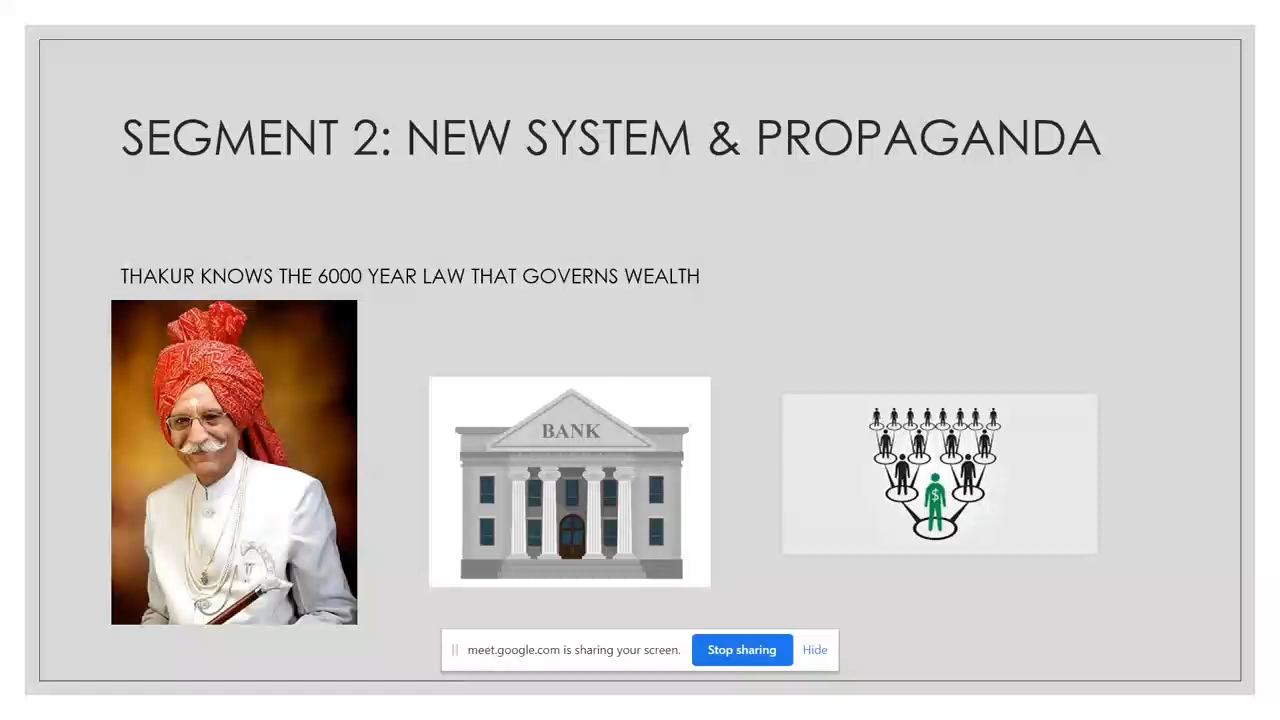 SEGMENT 2: NEW SYSTEM & PROPAGANDA
THAKUR KNOWS THE 6000 YEAR LAW THAT GOVERNS WEALTH
BANK
$
meet.google.com is sharing your screen. Stop sharing Hide